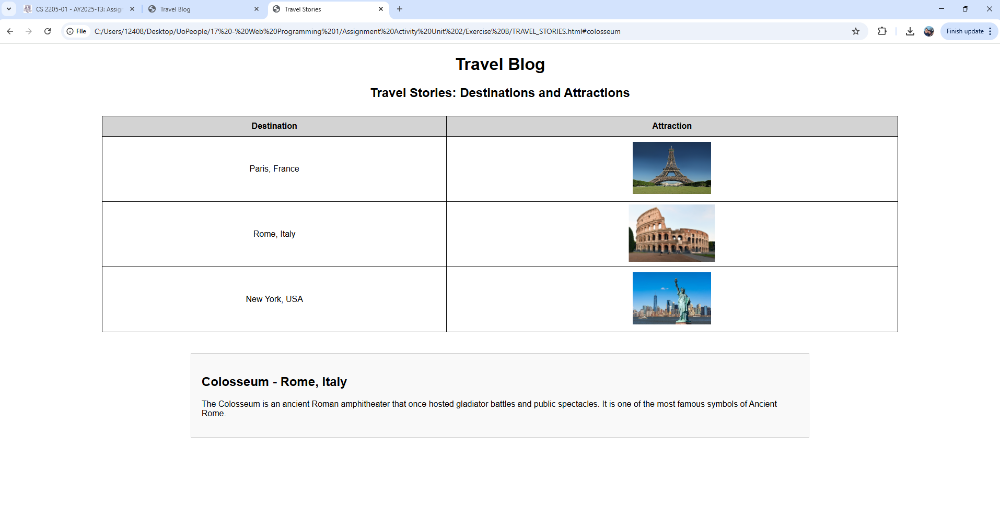 CS 2205-01 - AY2025-T3: Assig
Travel Blog
Travel Stories
File
C:/Users/12408/Desktop/UoPeople/17%20-%20Web%20Programming%201/Assignment%20Activity%20Unit%202/Exercise%20B/TRAVEL_STORIES.html#colosseum
Finish update
Travel Blog
Travel Stories: Destinations and Attractions
Destination
Attraction
Paris, France
Rome, Italy
New York, USA
Colosseum - Rome, Italy
The Colosseum is an ancient Roman amphitheater that once hosted gladiator battles and public spectacles. It is one of the most famous symbols of Ancient
Rome.